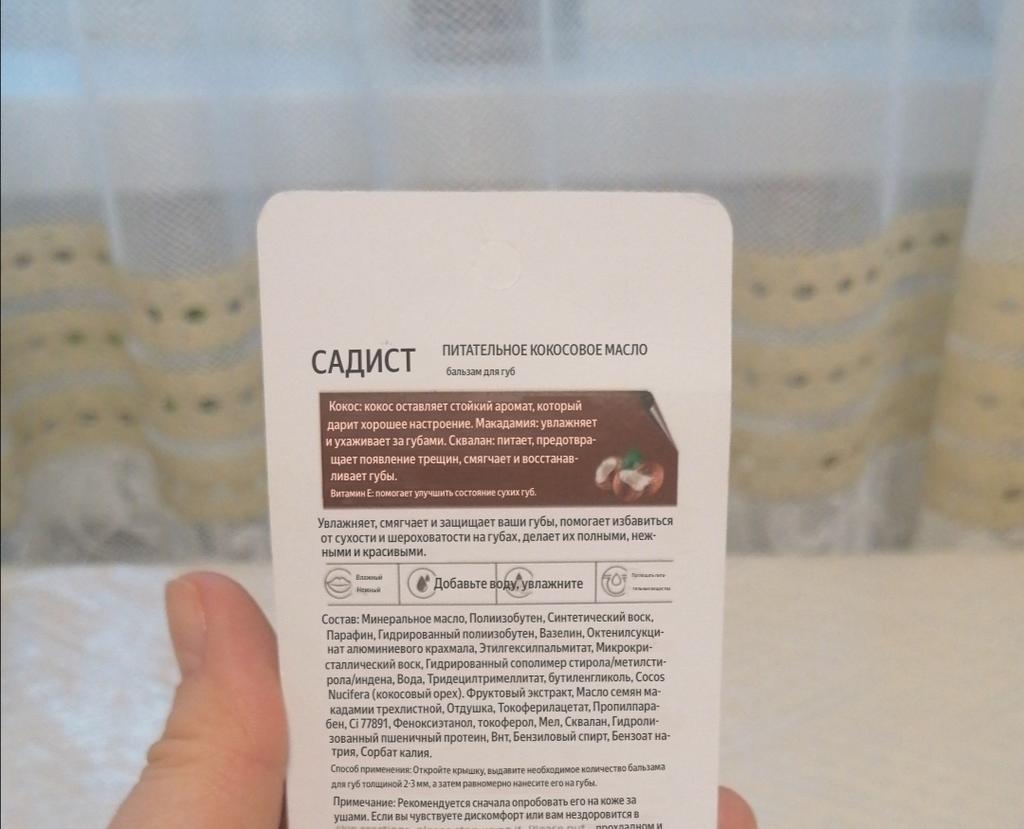 САДИСТ
ПИТАТЕЛЬНОЕ КОКОСОВОЕ МАСЛО
бальзам для губ
Кокос: кокос оставляет стойкий аромат, который
дарит хорошее настроение. Макадамия: увлажняет
и ухаживает за губами. Сквалан: питает, предотвра-
щает появление трещин, смягчает и восстанав-
ливает губы.
Витамин Е: помогает улучшить состояние сухих губ.
Увлажняет, смягчает и защищает ваши губы, помогает избавиться
от сухости и шероховатости на губах, делает их полными, неж-
ными и красивыми.
Влажный
Нежный
Добавьте воду, увлажните
Поглощать пита-
тельные вещества
Состав: Минеральное масло, Полиизобутен, Синтетический воск,
Парафин, Гидрированный полиизобутен, Вазелин, Октенилсукци-
нат алюминиевого крахмала, Этилгексилпальмитат, Микрокри-
сталлический воск, Гидрированный сополимер стирола/метилсти-
рола/индена, Вода, Тридецилтримеллитат, бутиленгликоль, Cocos
Nucifera (кокосовый орех). Фруктовый экстракт, Масло семян ма-
кадамии трехлистной, Отдушка, Токоферилацетат, Пропилпара-
бен, Ci 77891, Феноксиэтанол, токоферол, Мел, Сквалан, Гидроли-
зованный пшеничный протеин, Внт, Бензиловый спирт, Бензоат на-
трия, Сорбат калия.
Способ применения: Откройте крышку, выдавите необходимое количество бальзама
для губ толщиной 2-3 мм, а затем равномерно нанесите его на губы.
Примечание: Рекомендуется сначала опробовать его на коже за
ушами. Если вы чувствуете дискомфорт или вам нездоровится в
прохладном и